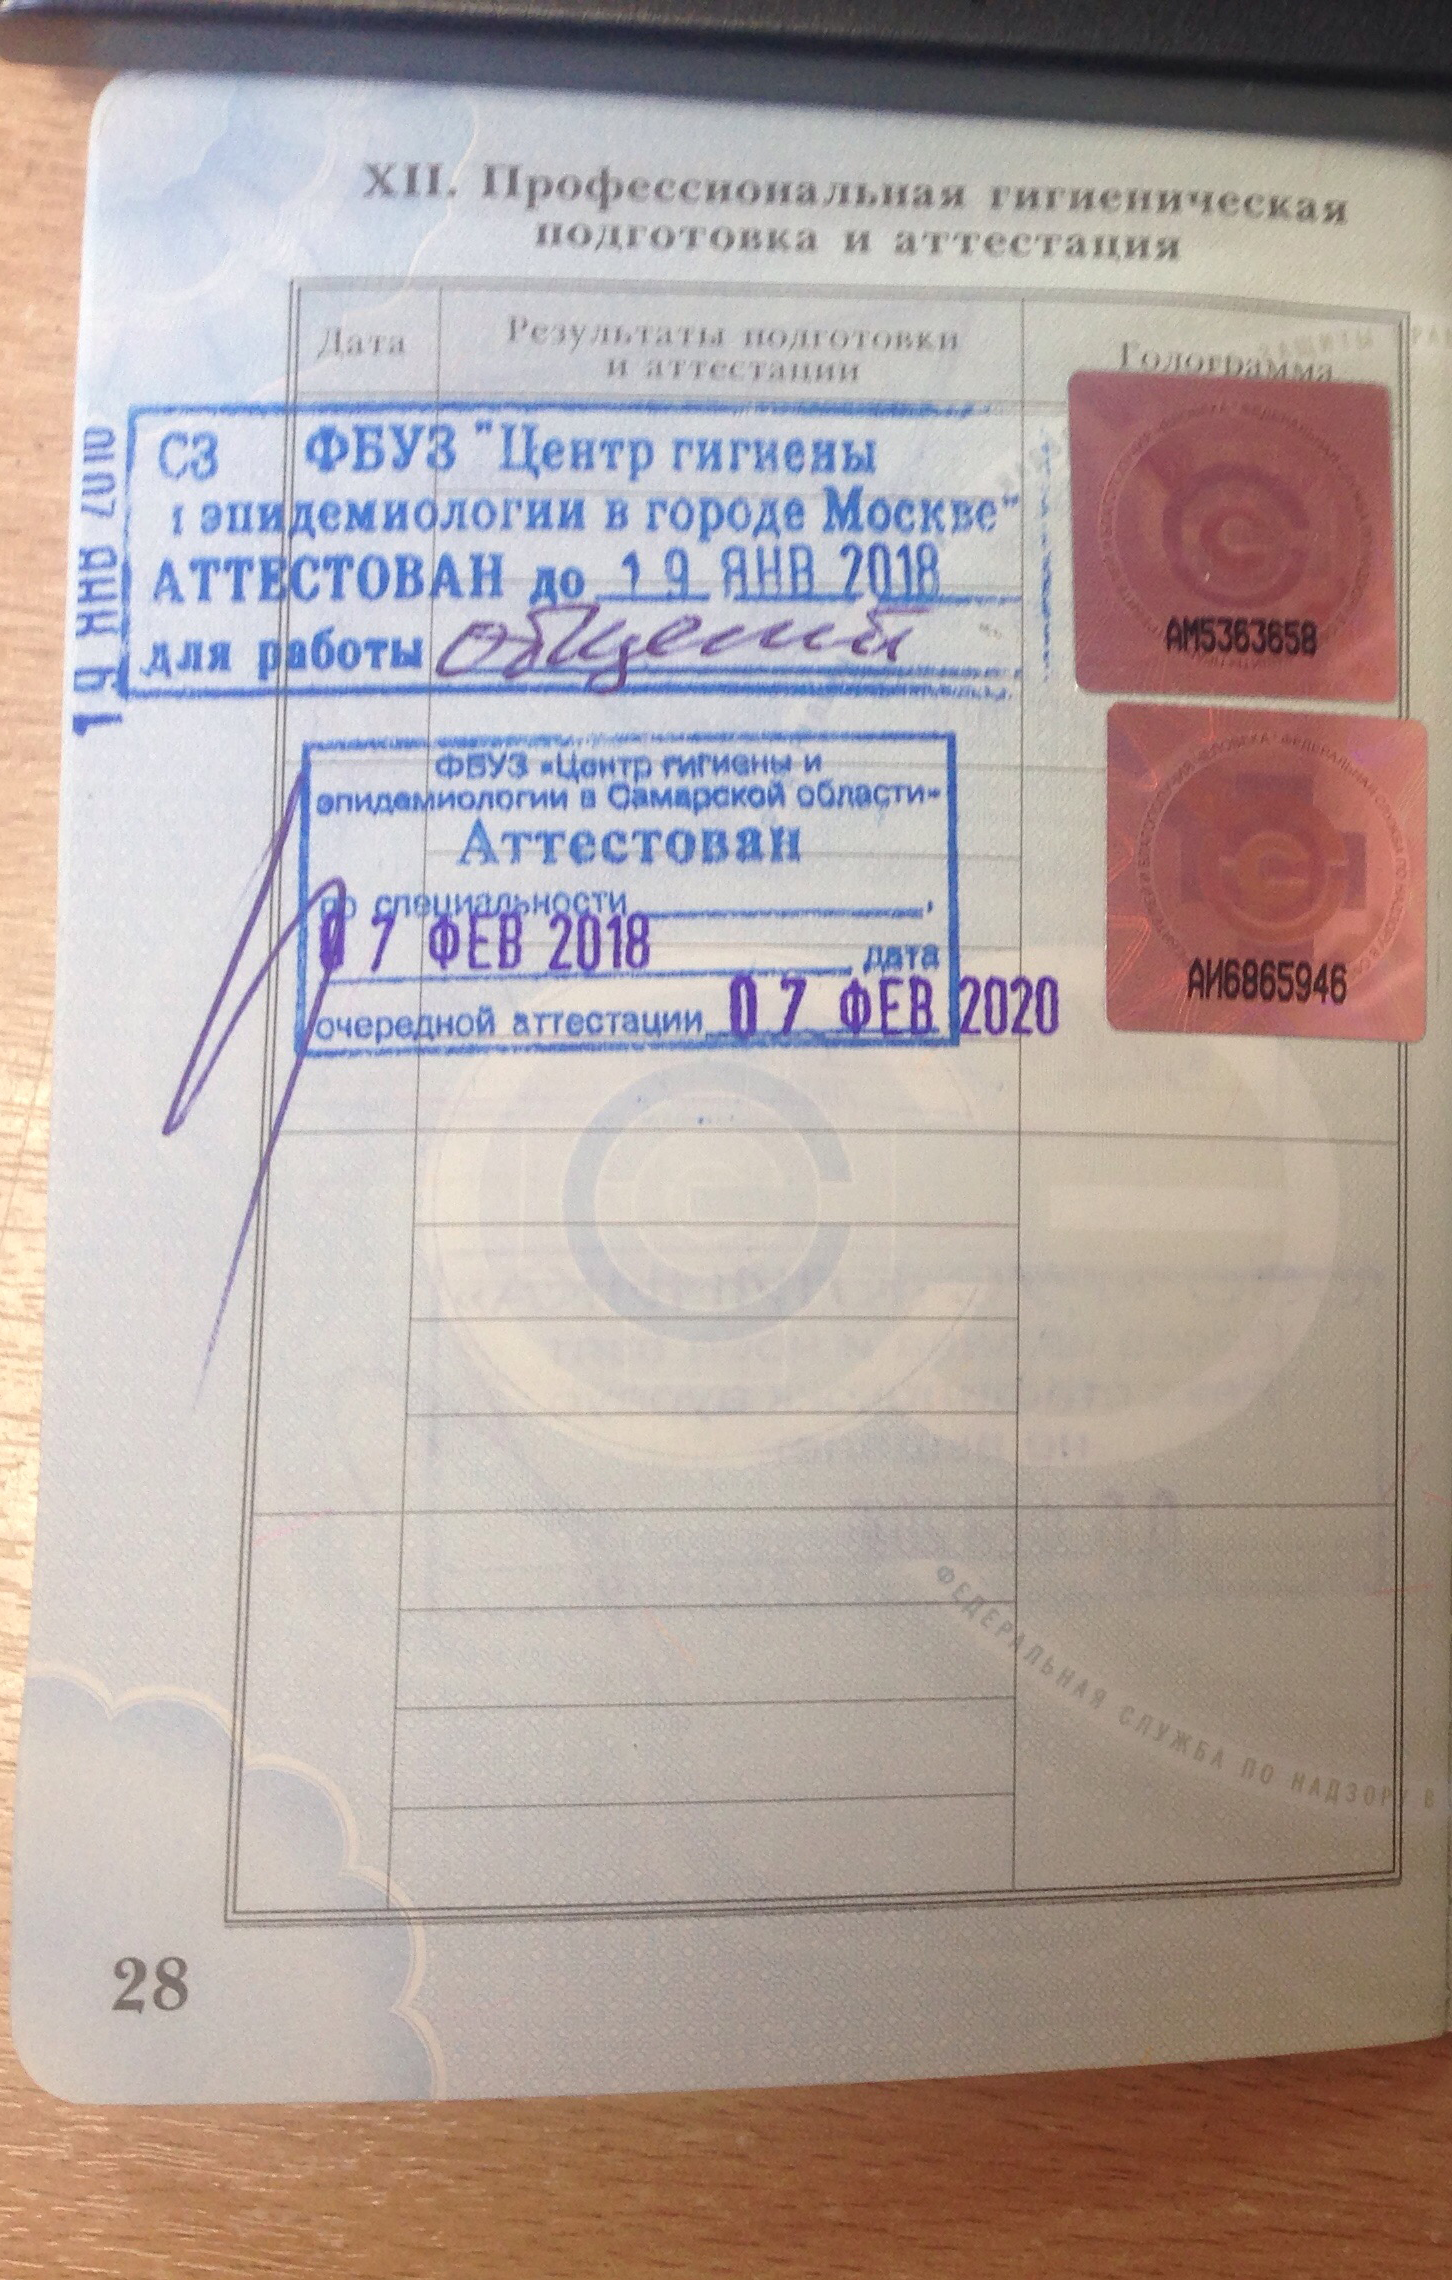 XII. Профессиональная гигиеническая
подготовка и аттестация
Дата
Результаты подготовки
и аттестации
Голограмма
СЗ ФБУЗ "Центр гигиены
и эпидемиологии в городе Москве"
АТТЕСТОВАН до 19 ЯНВ 2018
для работы общепит
19 ЯНВ
АМ5363658
ФБУЗ «Центр гигиены и
эпидемиологии в Самарской области»
Аттестован
по специальности
07 ФЕВ 2018 дата
очередной аттестации 07 ФЕВ 2020
АИ6865946
ФЕДЕРАЛЬНАЯ СЛУЖБА ПО НАДЗОРУ В
28